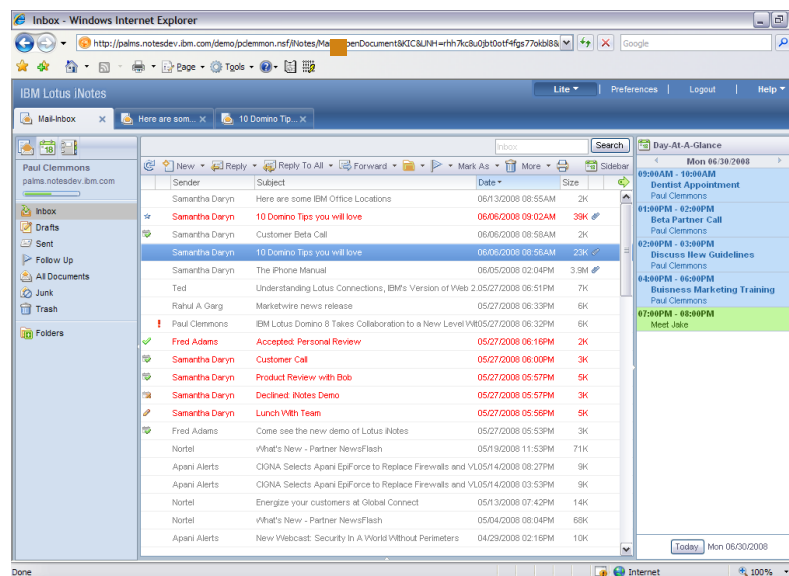 Inbox - Windows Internet Explorer
Google
Page Tools
IBM Lotus iNotes
Lite | Preferences | Logout | Help
Mail-Inbox X Here are som... X 10 Domino Tip... X
Inbox Search
Day-At-A-Glance
New Reply Reply To All Forward Mark As More Sidebar
Mon 06/30/2008
Paul Clemmons
palms.notesdev.ibm.com
Inbox
Drafts
Sent
Follow Up
All Documents
Junk
Trash
Folders
Sender Subject Date Size
Samantha Daryn Here are some IBM Office Locations 06/13/2008 08:55AM 2K
Samantha Daryn 10 Domino Tips you will love 06/06/2008 09:02AM 39K
Samantha Daryn Customer Beta Call 06/06/2008 08:58AM 2K
Samantha Daryn 10 Domino Tips you will love 06/06/2008 08:56AM 23K
Samantha Daryn The iPhone Manual 06/05/2008 02:04PM 3.9M
Ted Understanding Lotus Connections, IBM's Version of Web 2 05/27/2008 06:51PM 7K
Rahul A Garg Marketwire news release 05/27/2008 06:33PM 6K
! Paul Clemmons IBM Lotus Domino 8 Takes Collaboration to a New Level Wit 05/27/2008 06:32PM 6K
Fred Adams Accepted: Personal Review 05/27/2008 06:16PM 2K
Samantha Daryn Customer Call 05/27/2008 06:00PM 3K
Samantha Daryn Product Review with Bob 05/27/2008 05:57PM 5K
Samantha Daryn Declined: iNotes Demo 05/27/2008 05:57PM 3K
Samantha Daryn Lunch With Team 05/27/2008 05:56PM 5K
Fred Adams Come see the new demo of Lotus iNotes 05/27/2008 05:53PM 3K
Nortel What's New - Partner NewsFlash 05/19/2008 11:53PM 71K
Apani Alerts CIGNA Selects Apani EpiForce to Replace Firewalls and VL 05/14/2008 08:27PM 9K
Apani Alerts CIGNA Selects Apani EpiForce to Replace Firewalls and VL 05/14/2008 03:53PM 9K
Nortel Energize your customers at Global Connect 05/13/2008 07:42PM 14K
Nortel What's New - Partner NewsFlash 05/04/2008 08:04PM 68K
Apani Alerts New Webcast: Security In A World Without Perimeters 04/29/2008 02:16PM 10K
09:00AM - 10:00AM
Dentist Appointment
Paul Clemmons
01:00PM - 02:00PM
Beta Partner Call
Paul Clemmons
02:00PM - 03:00PM
Discuss New Guidelines
Paul Clemmons
04:00PM - 06:00PM
Buisness Marketing Training
Paul Clemmons
07:00PM - 08:00PM
Meet Jake
Today Mon 06/30/2008
Done Internet 100%